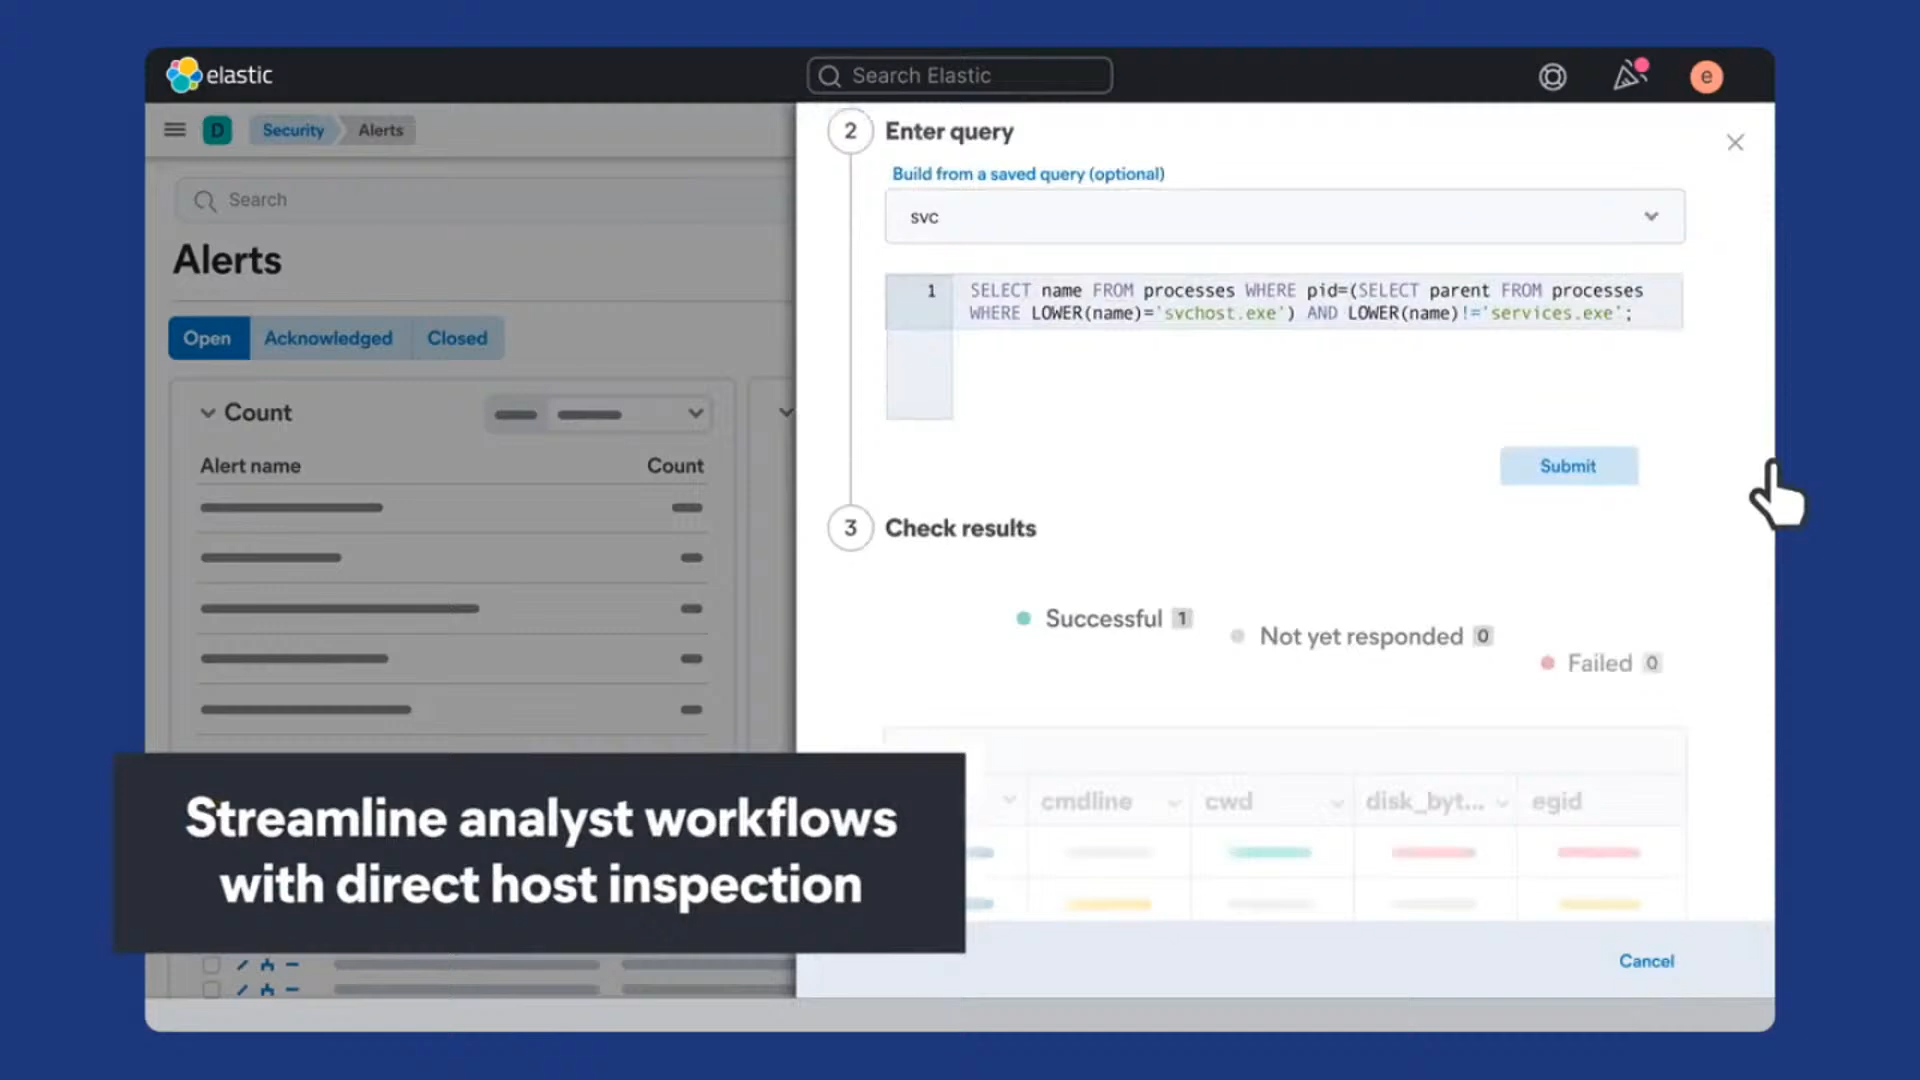 elastic
Search Elastic
e
D
Security
Alerts
Search
Alerts
Open
Acknowledged
Closed
Count
Alert name
Count
2
Enter query
Build from a saved query (optional)
svc
1
SELECT name FROM processes WHERE pid=(SELECT parent FROM processes
WHERE LOWER(name)='svchost.exe') AND LOWER(name)!='services.exe';
Submit
3
Check results
Successful 1
Not yet responded 0
Failed 0
cmdline
cwd
disk_byt...
egid
Streamline analyst workflows
with direct host inspection
Cancel